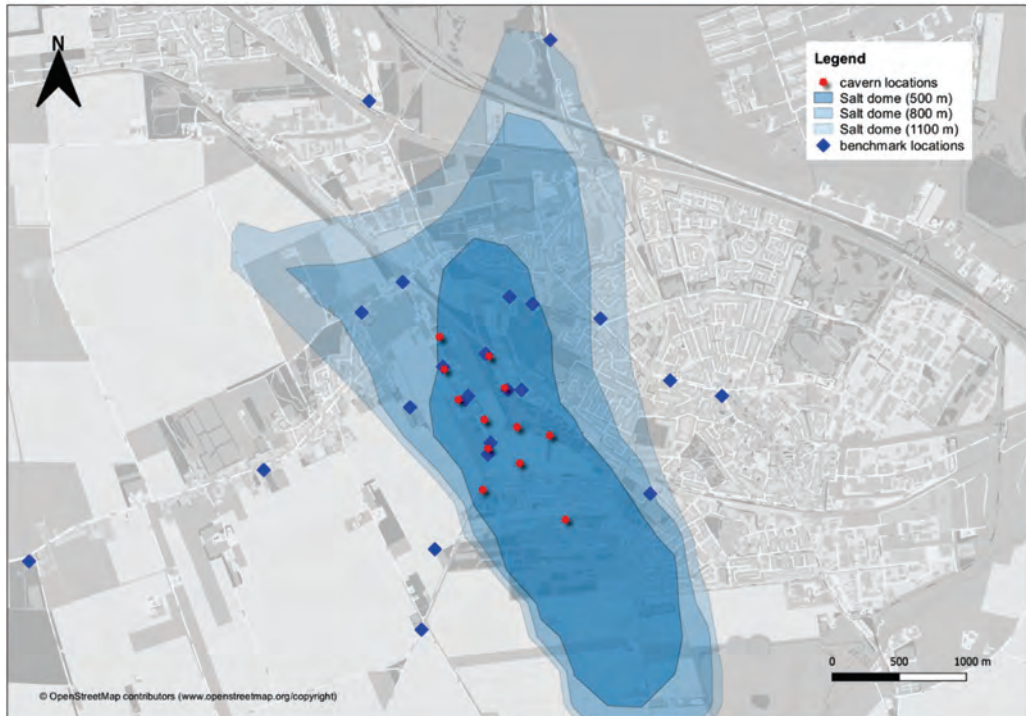 N
Legend
cavern locations
Salt dome (500 m)
Salt dome (800 m)
Salt dome (1100 m)
benchmark locations
0 500 1000 m
© OpenStreetMap contributors (www.openstreetmap.org/copyright)